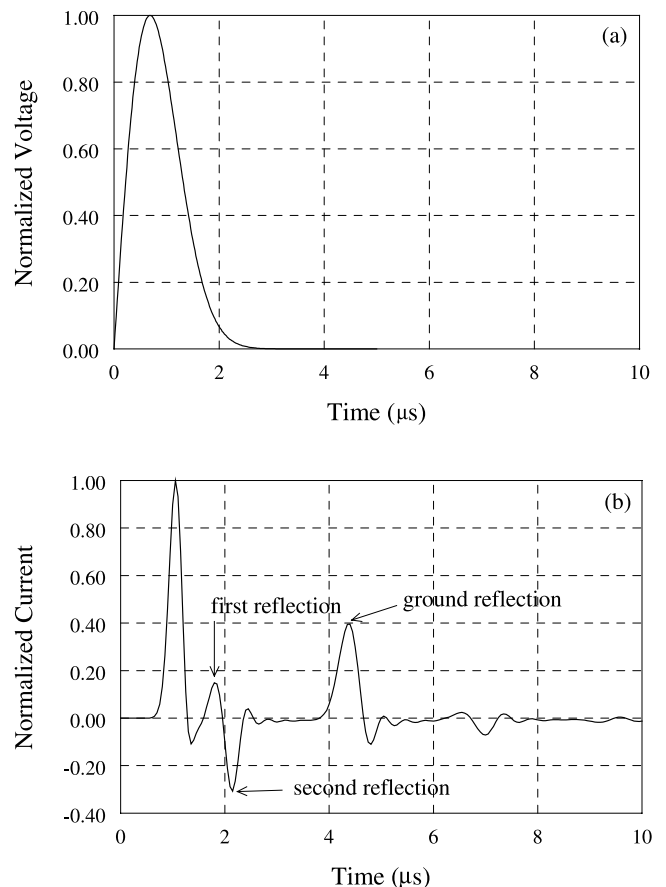 1.00
(a)
0.80
0.60
0.40
0.20
0.00
Normalized Voltage
0 2 4 6 8 10
Time (μs)
1.00
(b)
0.80
0.60
first reflection
ground reflection
0.40
0.20
0.00
-0.20
second reflection
-0.40
Normalized Current
0 2 4 6 8 10
Time (μs)